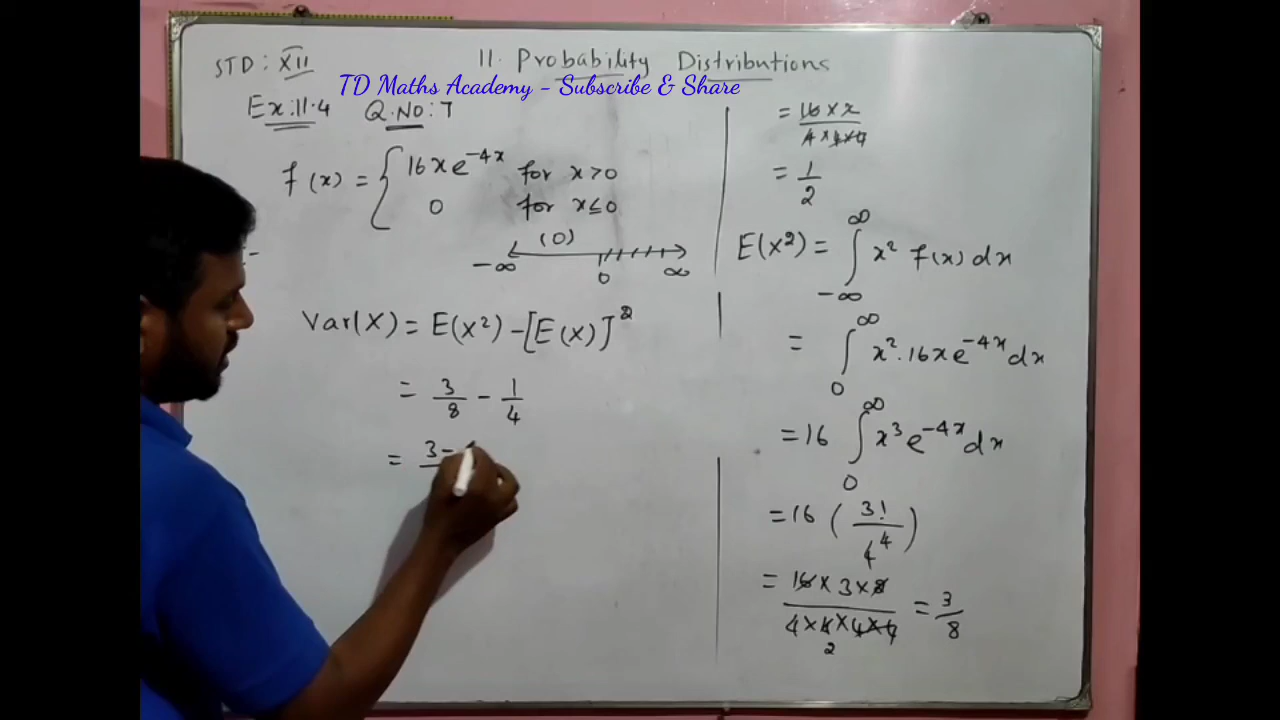 STD : XII
11. Probability Distributions
TD Maths Academy - Subscribe & Share
Ex: 11.4 Q.NO: 7
f(x) = { 16xe^{-4x} for x>0
0 for x≤0
(0)
-∞ 0 ∞
Var(X) = E(X²) - [E(X)]²
= 3/8 - 1/4
= 3-
= 16×2 / 4×4×4
= 1/2
E(X²) = ∫_{-∞}^{∞} x² f(x) dx
= ∫_{0}^{∞} x².16xe^{-4x} dx
= 16 ∫_{0}^{∞} x³ e^{-4x} dx
= 16 ( 3! / 4⁴ )
= 16×3×2 / 4×4×4×4 = 3/8
2